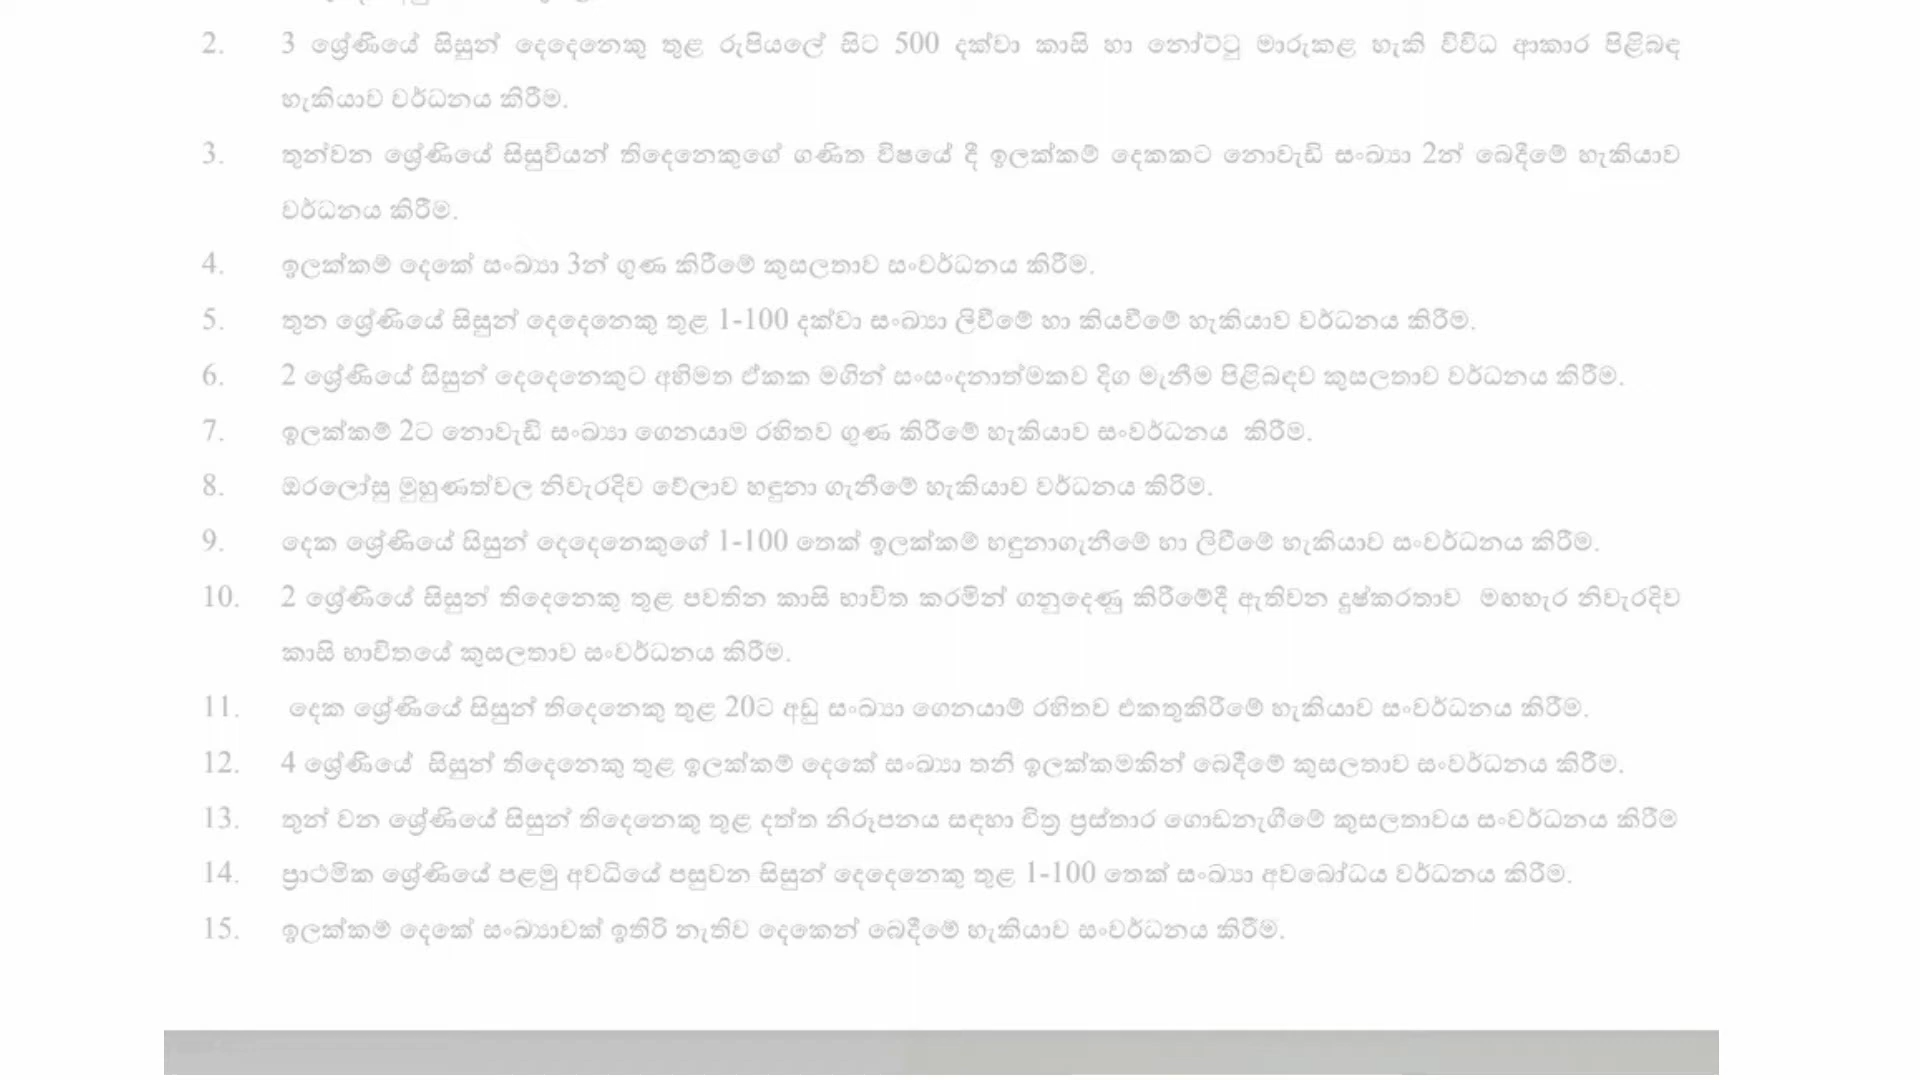 2. 3 ශ්‍රේණියේ සිසුන් දෙදෙනෙකු තුළ රුපියලේ සිට 500 දක්වා කාසි හා නෝට්ටු මාරුකළ හැකි විවිධ ආකාර පිළිබඳ
හැකියාව වර්ධනය කිරීම.
3. තුන්වන ශ්‍රේණියේ සිසුවියන් තිදෙනෙකුගේ ගණිත විෂයේ දී ඉලක්කම් දෙකකට නොවැඩි සංඛ්‍යා 2න් බෙදීමේ හැකියාව
වර්ධනය කිරීම.
4. ඉලක්කම් දෙකේ සංඛ්‍යා 3න් ගුණ කිරීමේ කුසලතාව සංවර්ධනය කිරීම.
5. තුන ශ්‍රේණියේ සිසුන් දෙදෙනෙකු තුළ 1-100 දක්වා සංඛ්‍යා ලිවීමේ හා කියවීමේ හැකියාව වර්ධනය කිරීම.
6. 2 ශ්‍රේණියේ සිසුන් දෙදෙනෙකුට අභිමත ඒකක මගින් සංසංදනාත්මකව දිග මැනීම පිළිබඳව කුසලතාව වර්ධනය කිරීම.
7. ඉලක්කම් 2ට නොවැඩි සංඛ්‍යා ගෙනයාම රහිතව ගුණ කිරීමේ හැකියාව සංවර්ධනය කිරීම.
8. ඔරලෝසු මුහුණත්වල නිවැරදිව වේලාව හඳුනා ගැනීමේ හැකියාව වර්ධනය කිරිම.
9. දෙක ශ්‍රේණියේ සිසුන් දෙදෙනෙකුගේ 1-100 තෙක් ඉලක්කම් හඳුනාගැනීමේ හා ලිවීමේ හැකියාව සංවර්ධනය කිරීම.
10. 2 ශ්‍රේණියේ සිසුන් තිදෙනෙකු තුළ පවතින කාසි භාවිත කරමින් ගනුදෙණු කිරීමේදී ඇතිවන දුෂ්කරතාව මඟහැර නිවැරදිව
කාසි භාවිතයේ කුසලතාව සංවර්ධනය කිරීම.
11. දෙක ශ්‍රේණියේ සිසුන් තිදෙනෙකු තුළ 20ට අඩු සංඛ්‍යා ගෙනයාම් රහිතව එකතුකිරීමේ හැකියාව සංවර්ධනය කිරීම.
12. 4 ශ්‍රේණියේ සිසුන් තිදෙනෙකු තුළ ඉලක්කම් දෙකේ සංඛ්‍යා තනි ඉලක්කමකින් බෙදීමේ කුසලතාව සංවර්ධනය කිරීම.
13. තුන් වන ශ්‍රේණියේ සිසුන් තිදෙනෙකු තුළ දත්ත නිරූපනය සඳහා චිත්‍ර ප්‍රස්තාර ගොඩනැගීමේ කුසලතාවය සංවර්ධනය කිරීම
14. ප්‍රාථමික ශ්‍රේණියේ පළමු අවධියේ පසුවන සිසුන් දෙදෙනෙකු තුළ 1-100 තෙක් සංඛ්‍යා අවබෝධය වර්ධනය කිරීම.
15. ඉලක්කම් දෙකේ සංඛ්‍යාවක් ඉතිරි නැතිව දෙකෙන් බෙදීමේ හැකියාව සංවර්ධනය කිරීම.